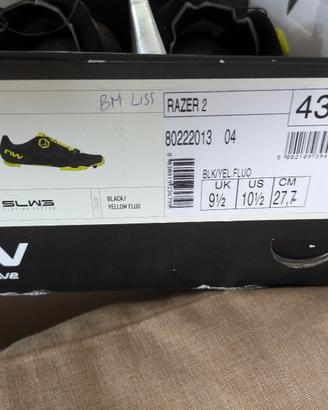 BM LISS
RAZER 2
43
80222013 04
BLK/YEL.FLUO
UK US CM
9½ 10½ 27,7
SLW3
BLACK/
YELLOW FLUO